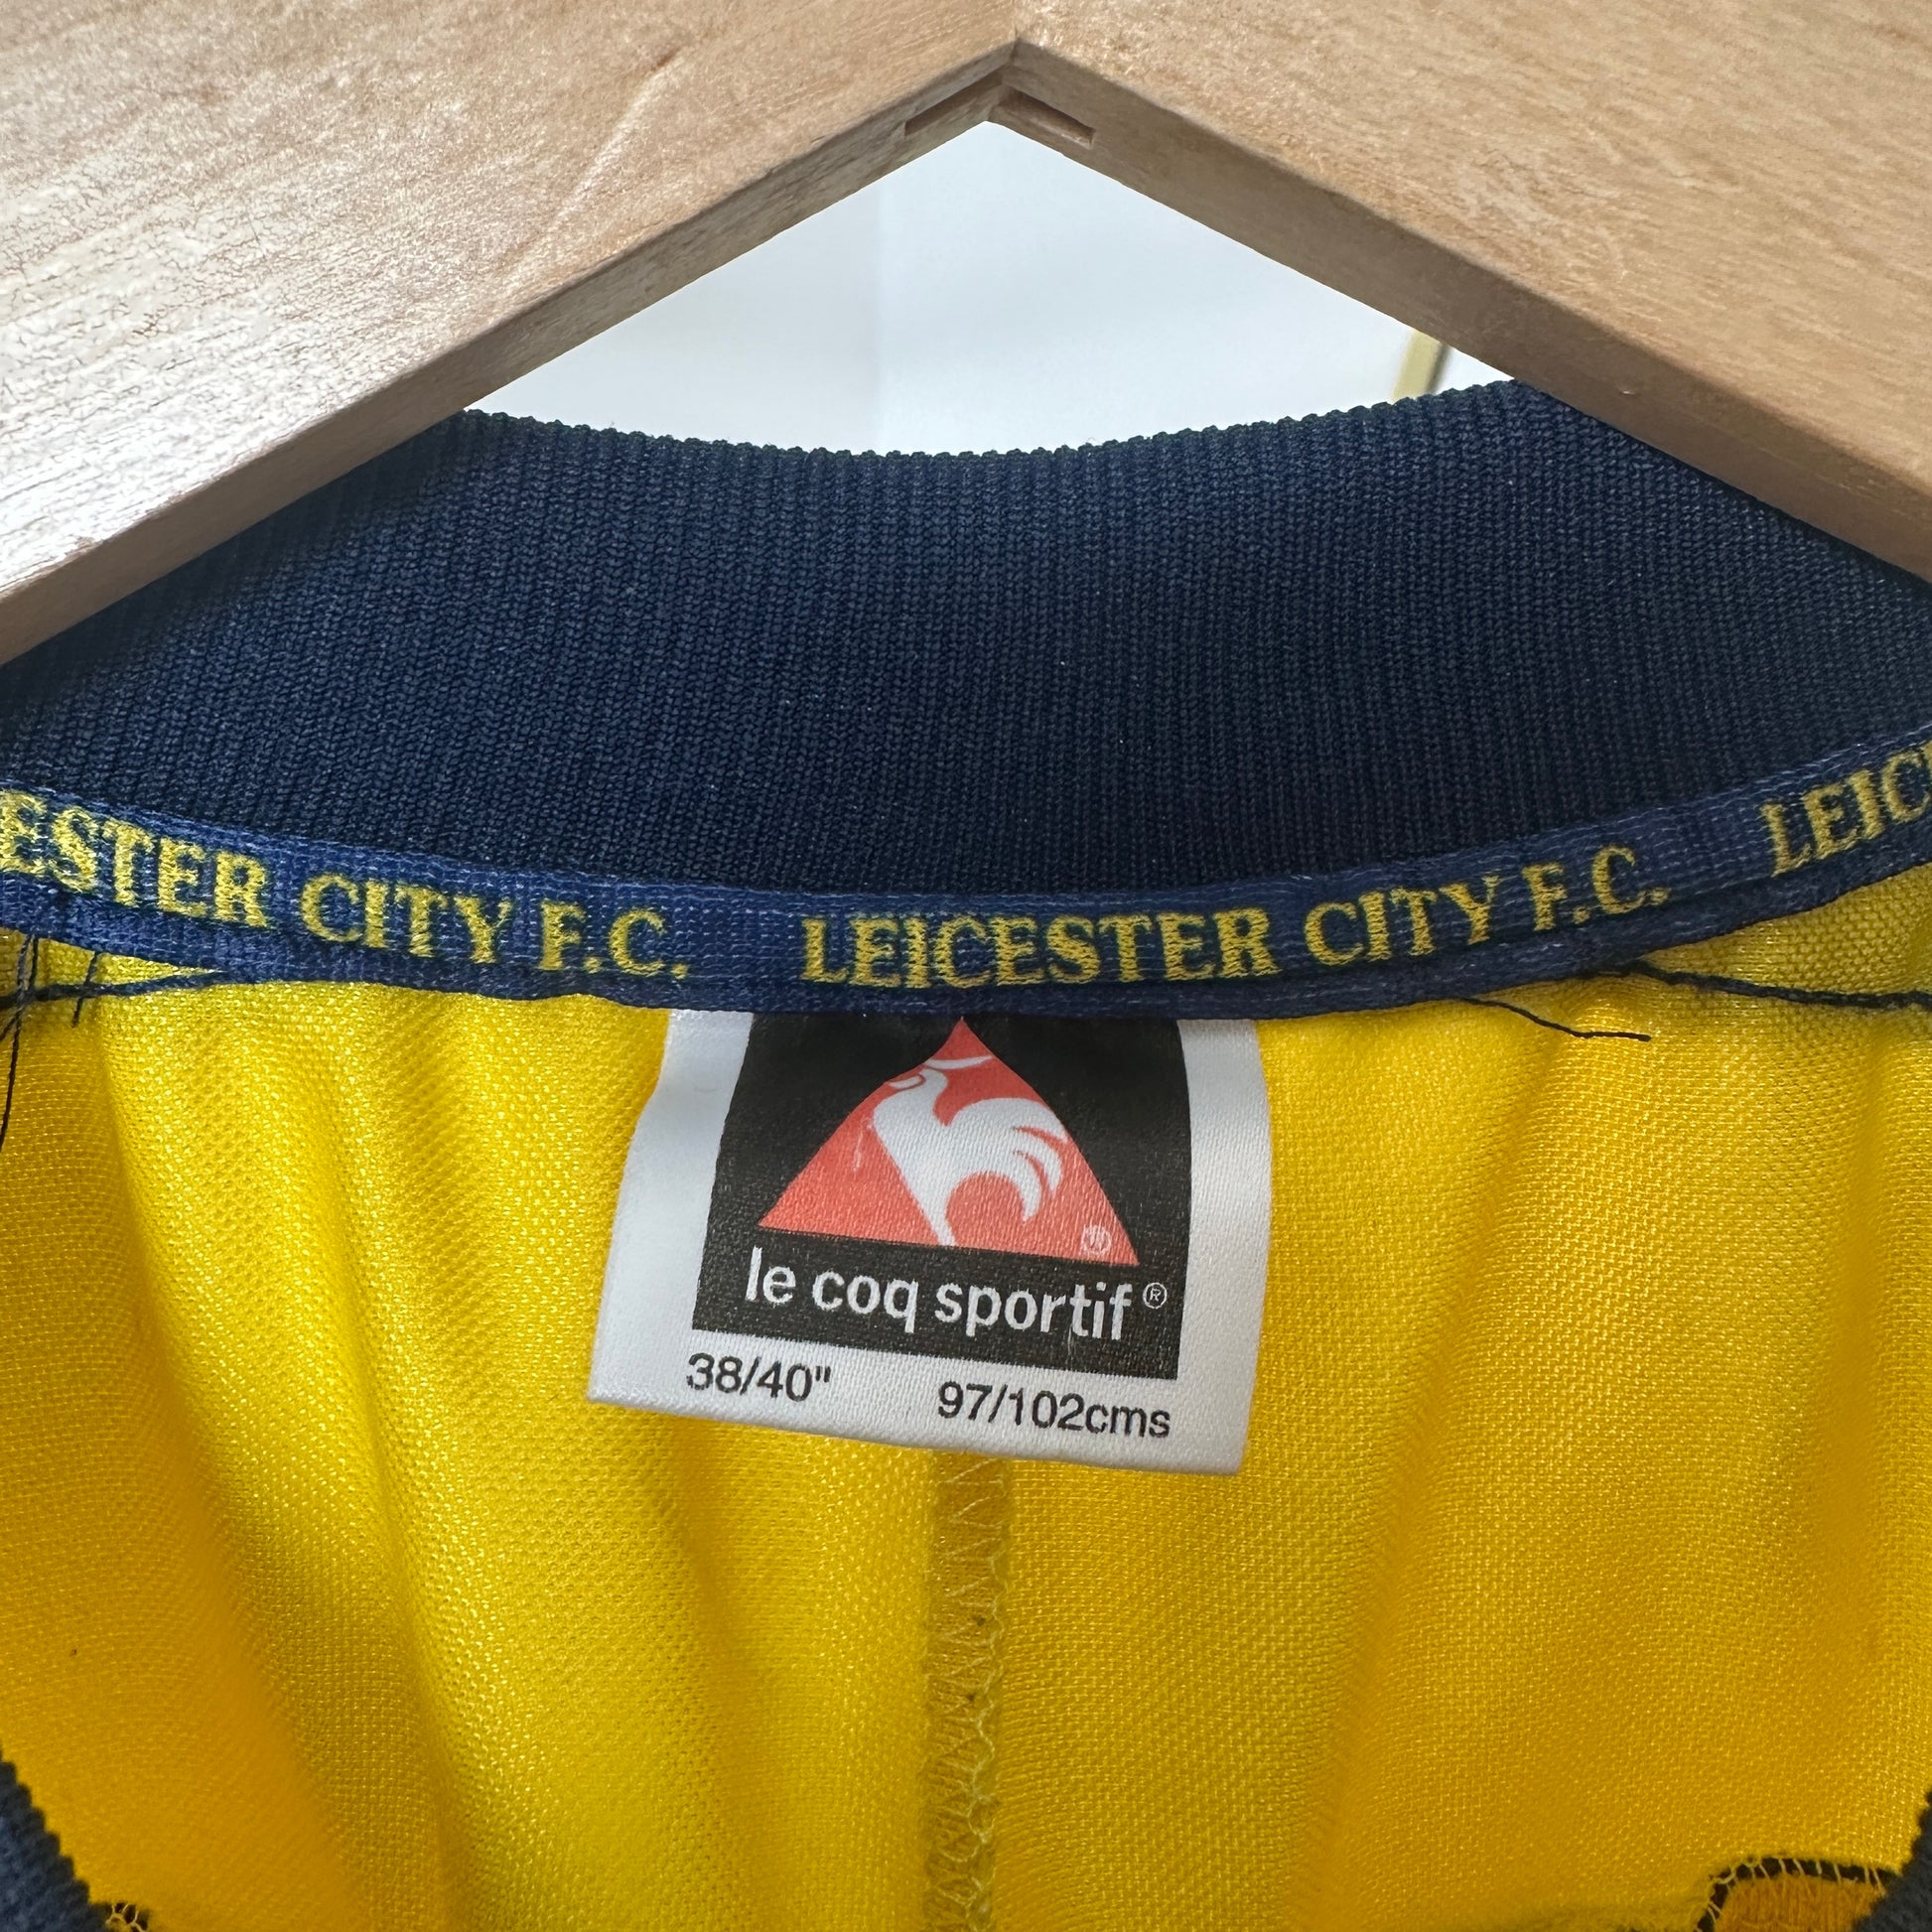 ESTER CITY F.C. LEICESTER CITY F.C. LEIC
le coq sportif®
38/40" 97/102cms